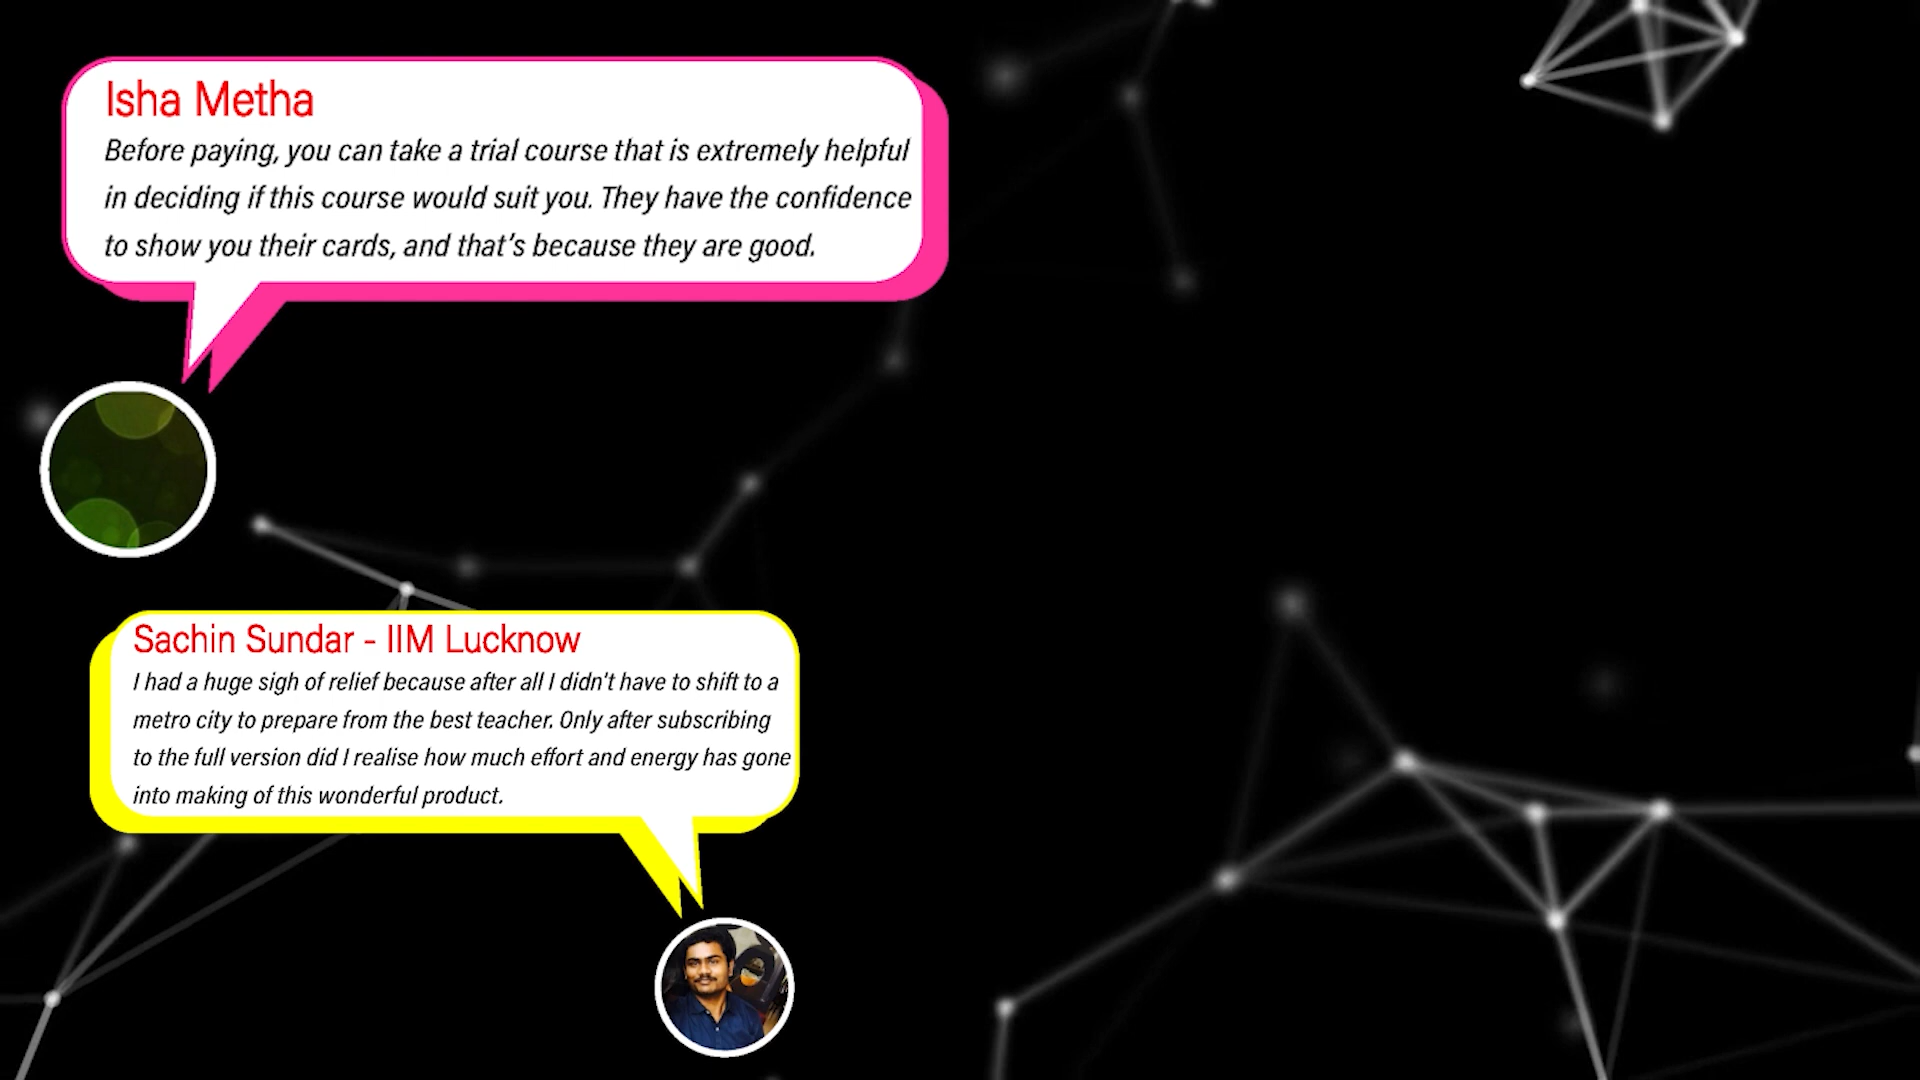 Isha Metha
Before paying, you can take a trial course that is extremely helpful
in deciding if this course would suit you. They have the confidence
to show you their cards, and that’s because they are good.
Sachin Sundar - IIM Lucknow
I had a huge sigh of relief because after all I didn't have to shift to a
metro city to prepare from the best teacher. Only after subscribing
to the full version did I realise how much effort and energy has gone
into making of this wonderful product.